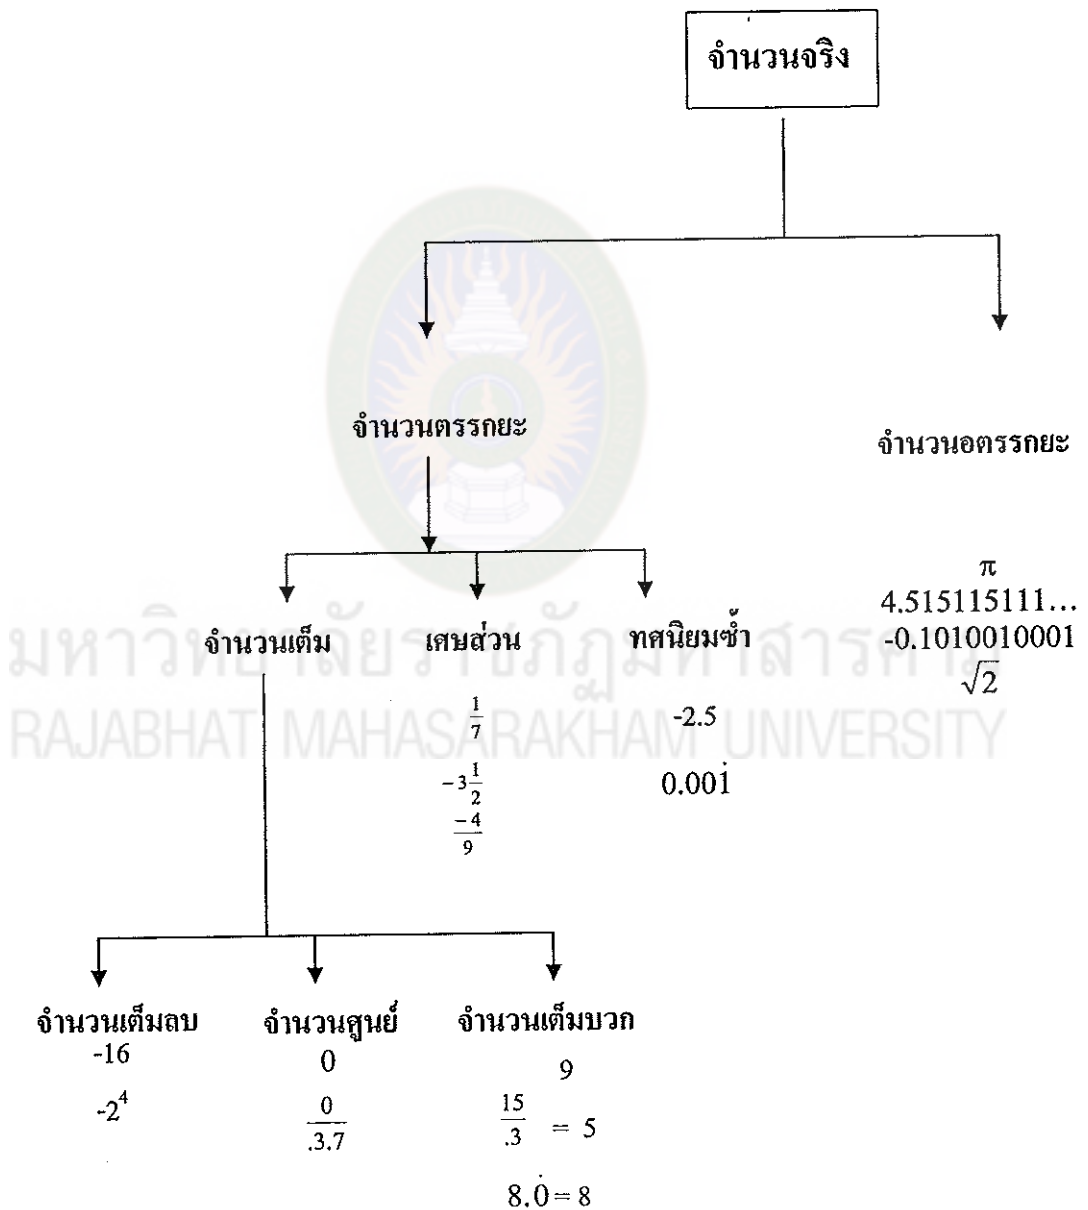 จำนวนจริง
จำนวนตรรกยะ
จำนวนอตรรกยะ
π
4.515115111...
-0.1010010001
√2
จำนวนเต็ม
เศษส่วน
ทศนิยมซ้ำ
1/7
-2.5
-3 1/2
0.001̇
-4/9
มหาวิทยาลัยราชภัฏมหาสารคาม
RAJABHAT MAHASARAKHAM UNIVERSITY
จำนวนเต็มลบ
จำนวนศูนย์
จำนวนเต็มบวก
-16
0
9
-2⁴
0/.3.7
15/.3 = 5
8.0̇ = 8